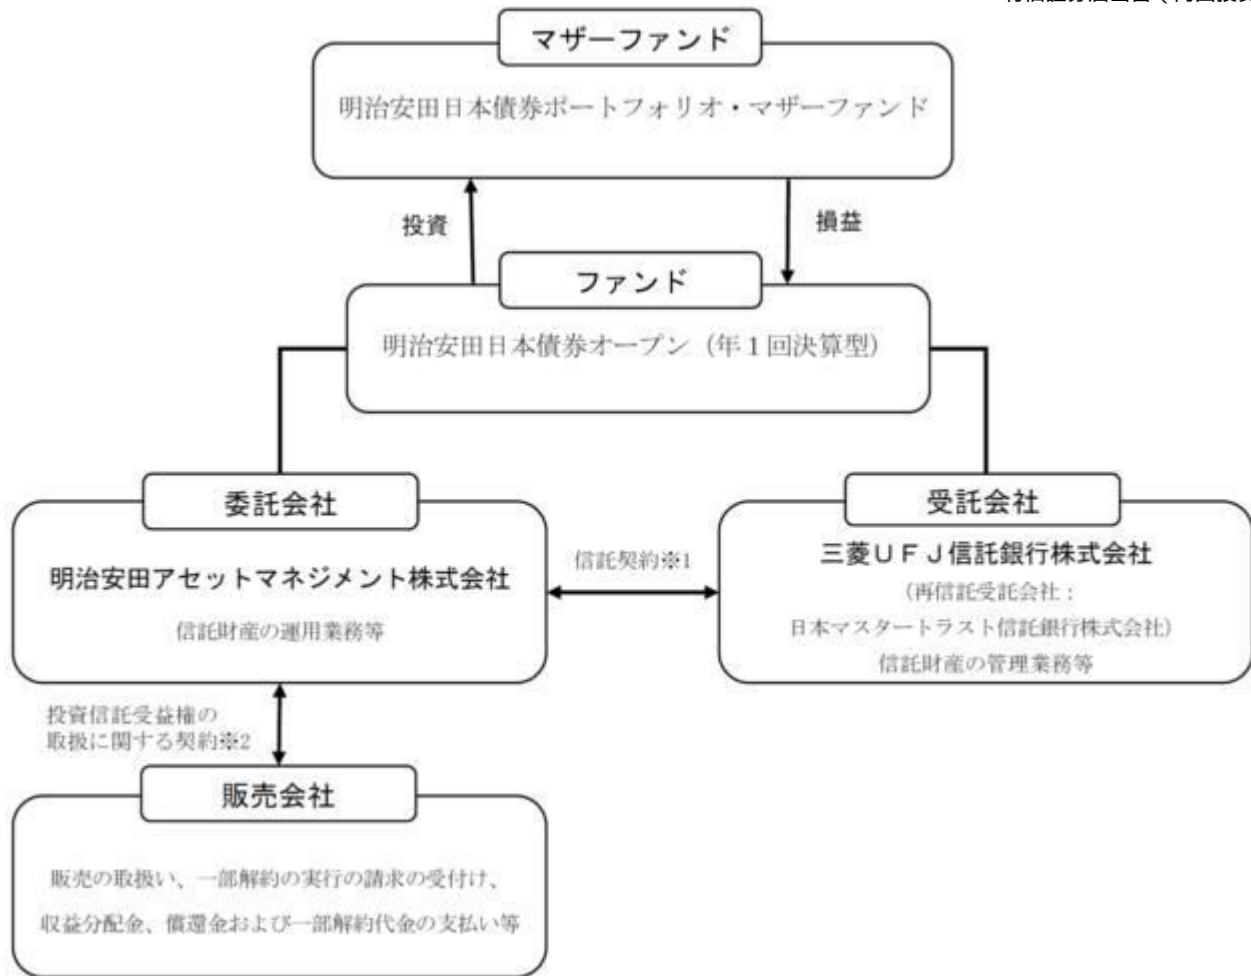 マザーファンド
明治安田日本債券ポートフォリオ・マザーファンド
投資
損益
ファンド
明治安田日本債券オープン（年１回決算型）
委託会社
明治安田アセットマネジメント株式会社
信託財産の運用業務等
信託契約※1
受託会社
三菱ＵＦＪ信託銀行株式会社
（再信託受託会社：
日本マスタートラスト信託銀行株式会社）
信託財産の管理業務等
投資信託受益権の
取扱に関する契約※2
販売会社
販売の取扱い、一部解約の実行の請求の受付け、
収益分配金、償還金および一部解約代金の支払い等